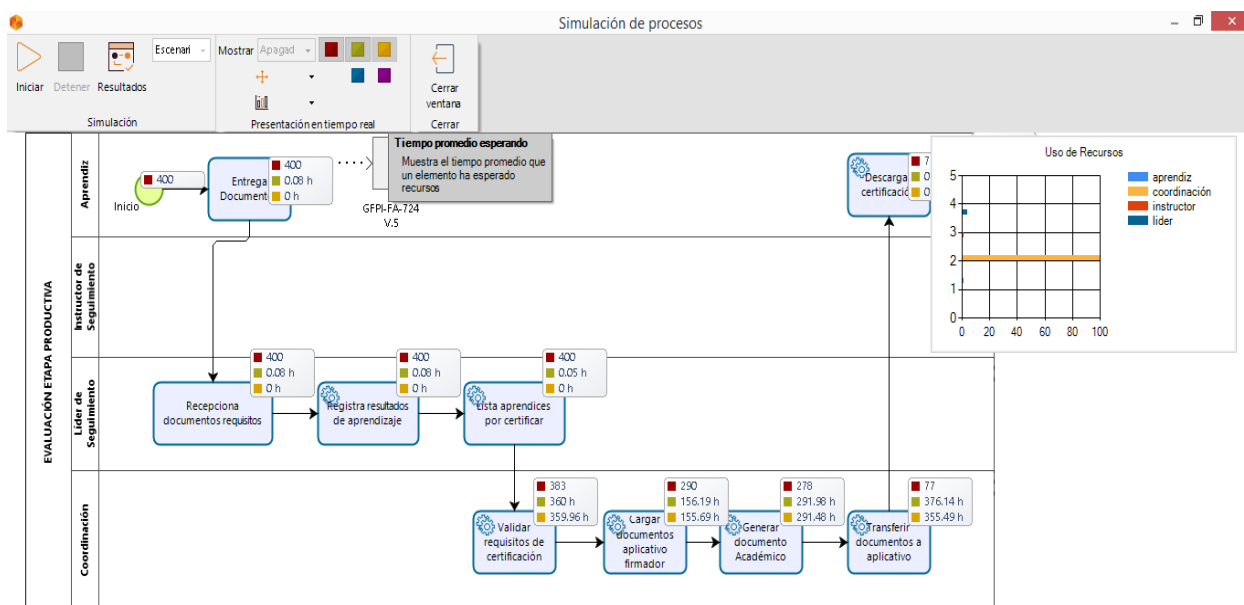 Simulación de procesos
Escenari
Mostrar Apagad
Iniciar Detener Resultados
Cerrar
ventana
Simulación
Presentación en tiempo real
Cerrar
Tiempo promedio esperando
Muestra el tiempo promedio que
un elemento ha esperado
recursos
EVALUACIÓN ETAPA PRODUCTIVA
Aprendiz
400
Inicio
Entrega
Document
400
0.08 h
0 h
GFPI-FA-724
V.5
Descarga
certificació
7
0
0
Uso de Recursos
5
4
3
2
1
0
0 20 40 60 80 100
aprendiz
coordinación
instructor
lider
Instructor de
Seguimiento
Líder de
Seguimiento
400
0.08 h
0 h
Recepciona
documentos requisitos
400
0.08 h
0 h
Registra resultados
de aprendizaje
400
0.05 h
0 h
Lista aprendices
por certificar
Coordinación
383
360 h
359.96 h
Validar
requisitos de
certificación
290
156.19 h
155.69 h
Cargar
documentos
aplicativo
firmador
278
291.98 h
291.48 h
Generar
documento
Académico
77
376.14 h
355.49 h
Transferir
documentos a
aplicativo